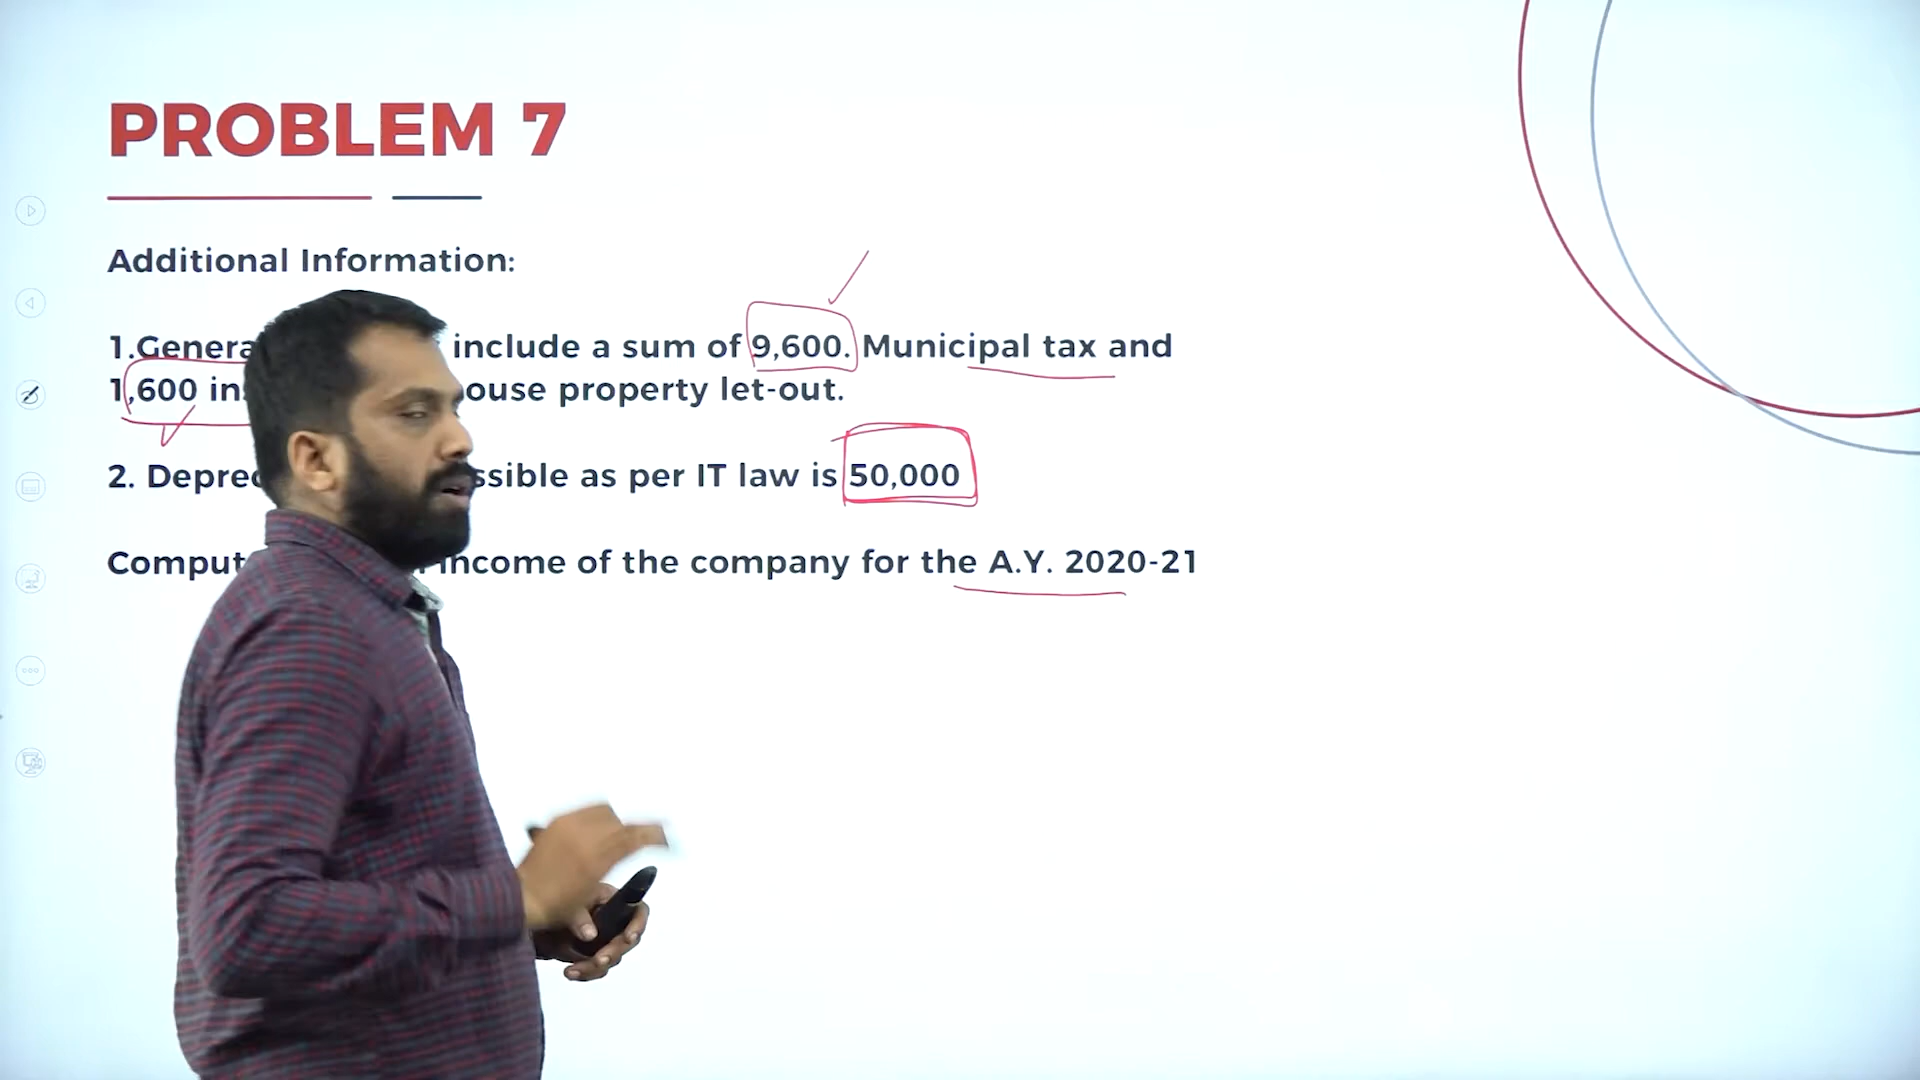 PROBLEM 7
Additional Information:
1.Genera include a sum of 9,600. Municipal tax and
1,600 in ouse property let-out.
2. Depre ssible as per IT law is 50,000
Comput income of the company for the A.Y. 2020-21